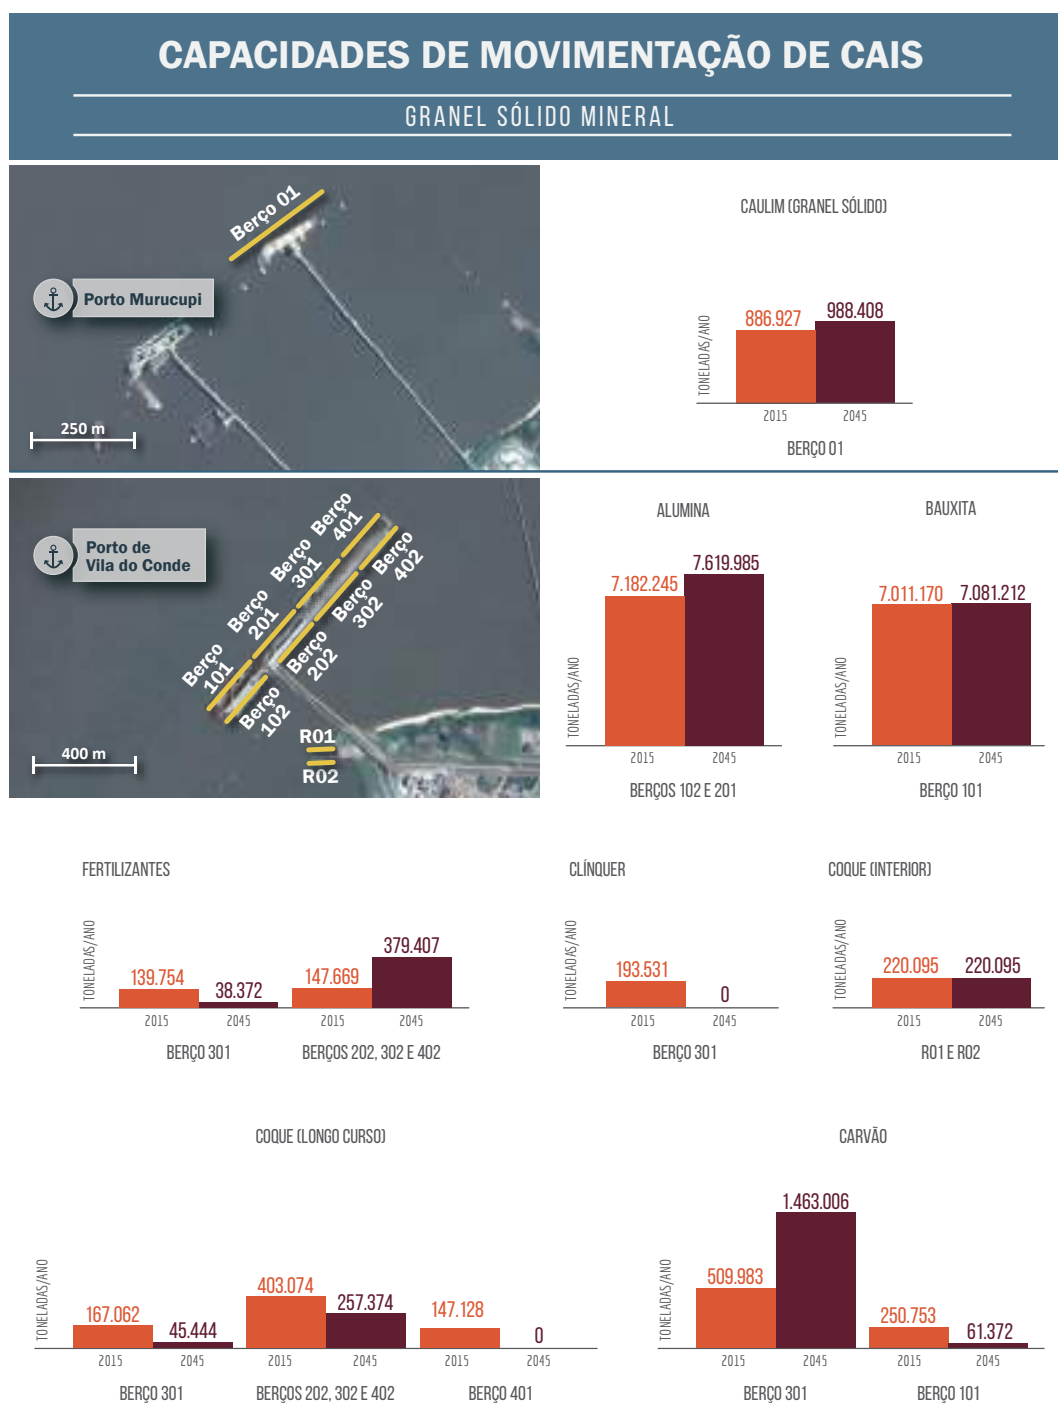 CAPACIDADES DE MOVIMENTAÇÃO DE CAIS
GRANEL SÓLIDO MINERAL
Berço 01
Porto Murucupi
250 m
CAULIM (GRANEL SÓLIDO)
TONELADAS/ANO
886.927
988.408
2015
2045
BERÇO 01
Porto de
Vila do Conde
Berço
401
Berço
301
Berço
201
Berço
101
Berço
402
Berço
302
Berço
202
Berço
102
R01
R02
400 m
ALUMINA
TONELADAS/ANO
7.182.245
7.619.985
2015
2045
BERÇOS 102 E 201
BAUXITA
TONELADAS/ANO
7.011.170
7.081.212
2015
2045
BERÇO 101
FERTILIZANTES
TONELADAS/ANO
139.754
38.372
147.669
379.407
2015
2045
2015
2045
BERÇO 301
BERÇOS 202, 302 E 402
CLÍNQUER
TONELADAS/ANO
193.531
0
2015
2045
BERÇO 301
COQUE (INTERIOR)
TONELADAS/ANO
220.095
220.095
2015
2045
R01 E R02
COQUE (LONGO CURSO)
TONELADAS/ANO
167.062
45.444
403.074
257.374
147.128
0
2015
2045
2015
2045
2015
2045
BERÇO 301
BERÇOS 202, 302 E 402
BERÇO 401
CARVÃO
TONELADAS/ANO
509.983
1.463.006
250.753
61.372
2015
2045
2015
2045
BERÇO 301
BERÇO 101